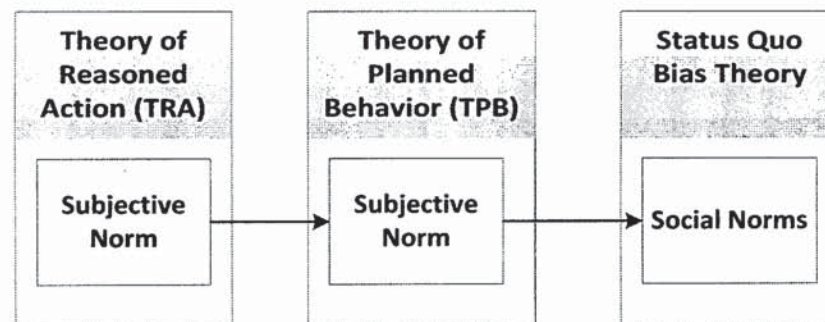 Theory of
Reasoned
Action (TRA)
Subjective
Norm
Theory of
Planned
Behavior (TPB)
Subjective
Norm
Status Quo
Bias Theory
Social Norms